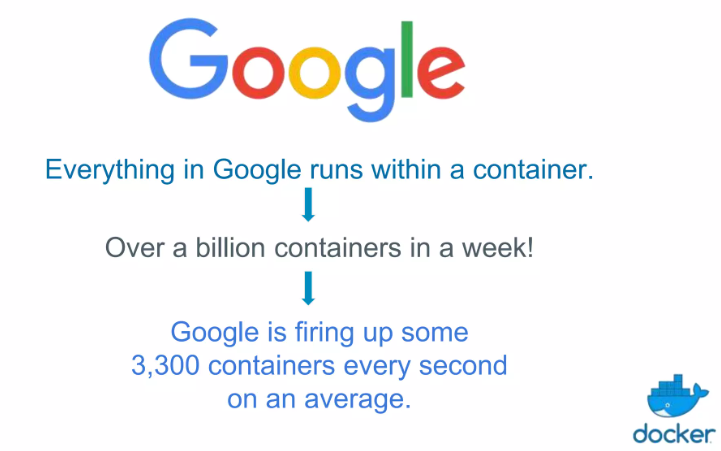 Google
Everything in Google runs within a container.
Over a billion containers in a week!
Google is firing up some
3,300 containers every second
on an average.
docker